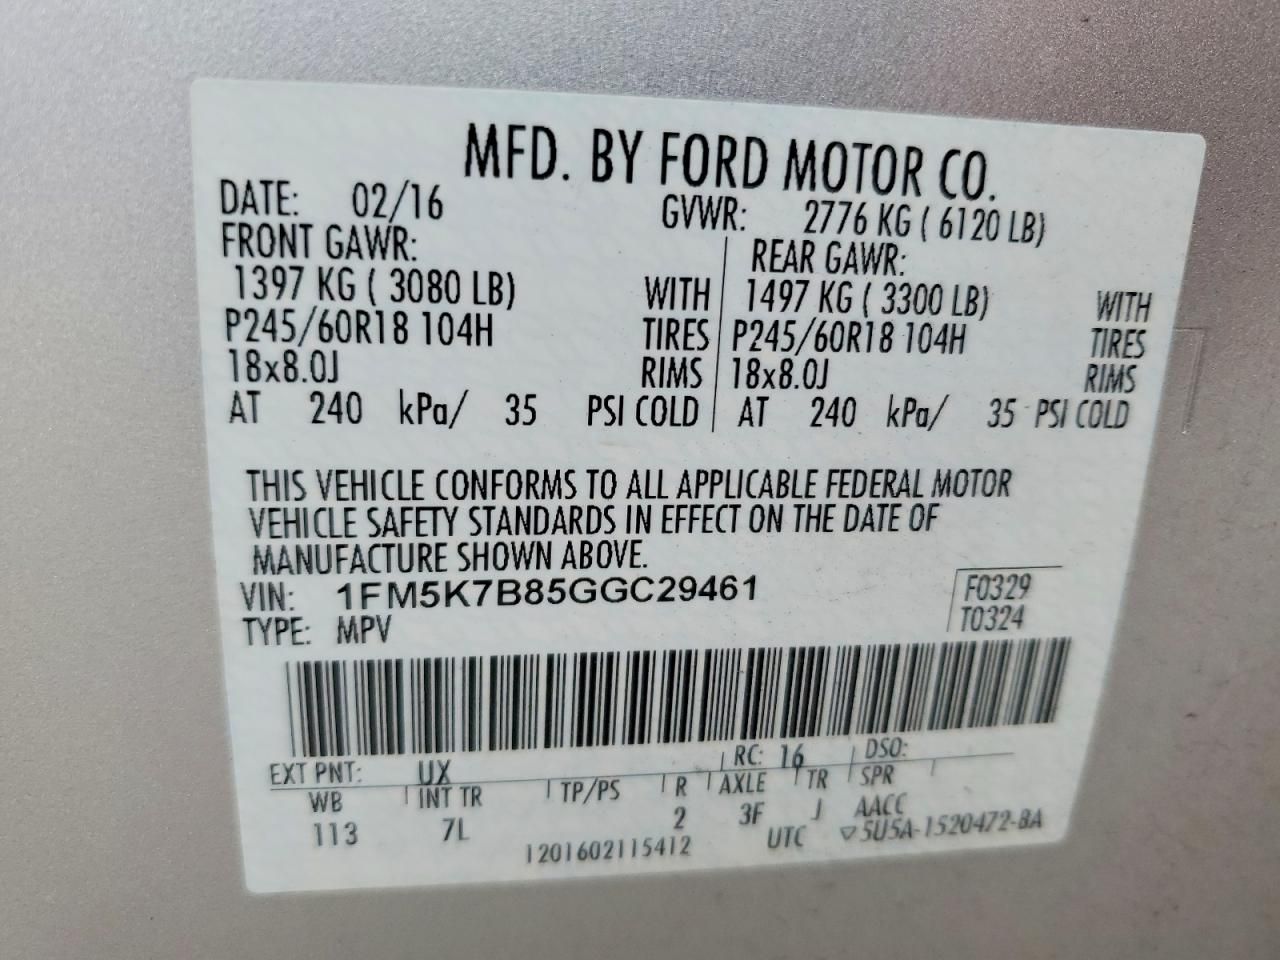 MFD. BY FORD MOTOR CO.
DATE: 02/16 GVWR: 2776 KG ( 6120 LB)
FRONT GAWR: REAR GAWR:
1397 KG ( 3080 LB) WITH 1497 KG ( 3300 LB) WITH
P245/60R18 104H TIRES P245/60R18 104H TIRES
18x8.0J RIMS 18x8.0J RIMS
AT 240 kPa/ 35 PSI COLD AT 240 kPa/ 35 PSI COLD
THIS VEHICLE CONFORMS TO ALL APPLICABLE FEDERAL MOTOR
VEHICLE SAFETY STANDARDS IN EFFECT ON THE DATE OF
MANUFACTURE SHOWN ABOVE.
VIN: 1FM5K7B85GGC29461 F0329
TYPE: MPV T0324
EXT PNT: UX RC: 16 DSO:
WB INT TR TP/PS R AXLE TR SPR
113 7L 2 3F J AACC
1201602115412 UTC ▽5U5A-1520472-BA